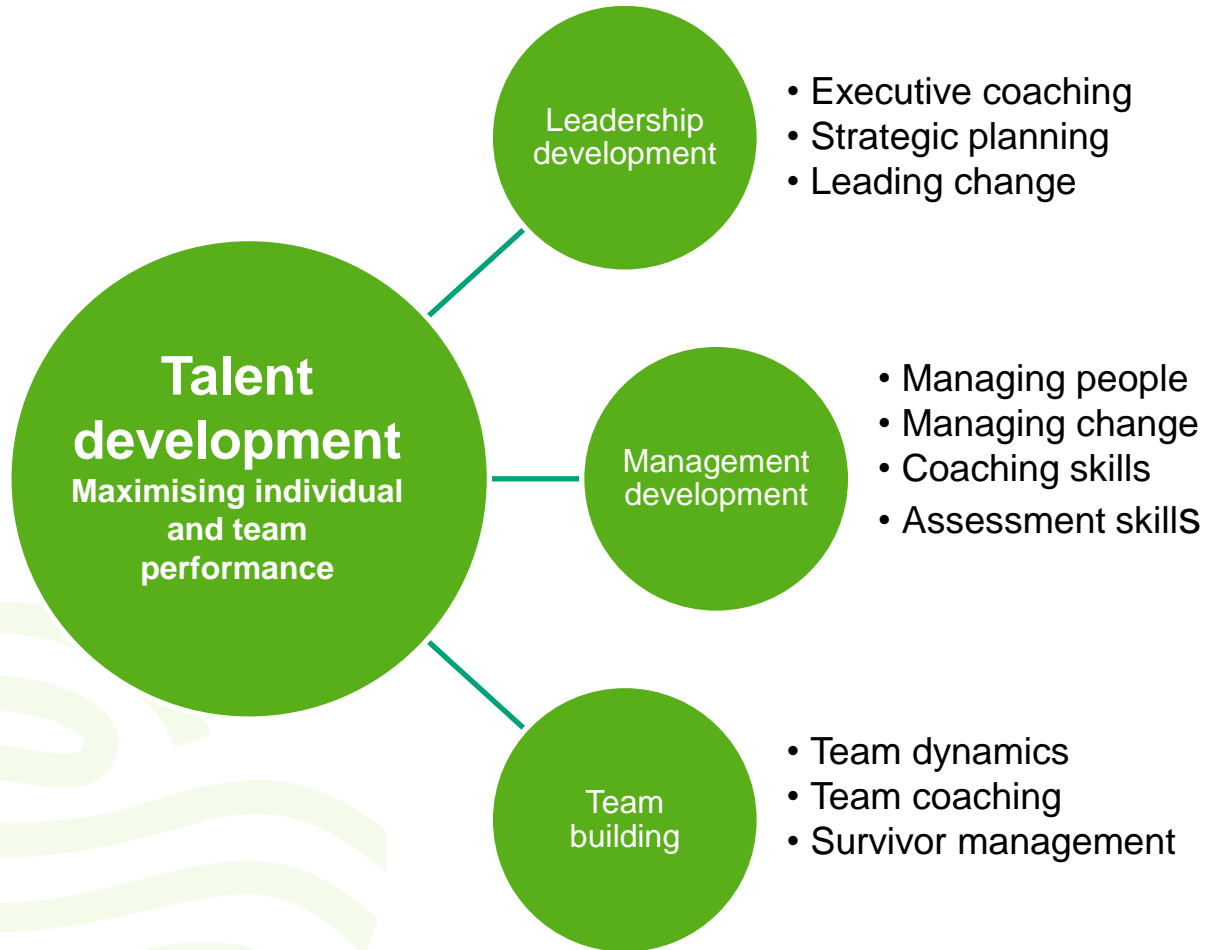 Talent
development
Maximising individual
and team
performance
Leadership
development
• Executive coaching
• Strategic planning
• Leading change
Management
development
• Managing people
• Managing change
• Coaching skills
• Assessment skills
Team
building
• Team dynamics
• Team coaching
• Survivor management